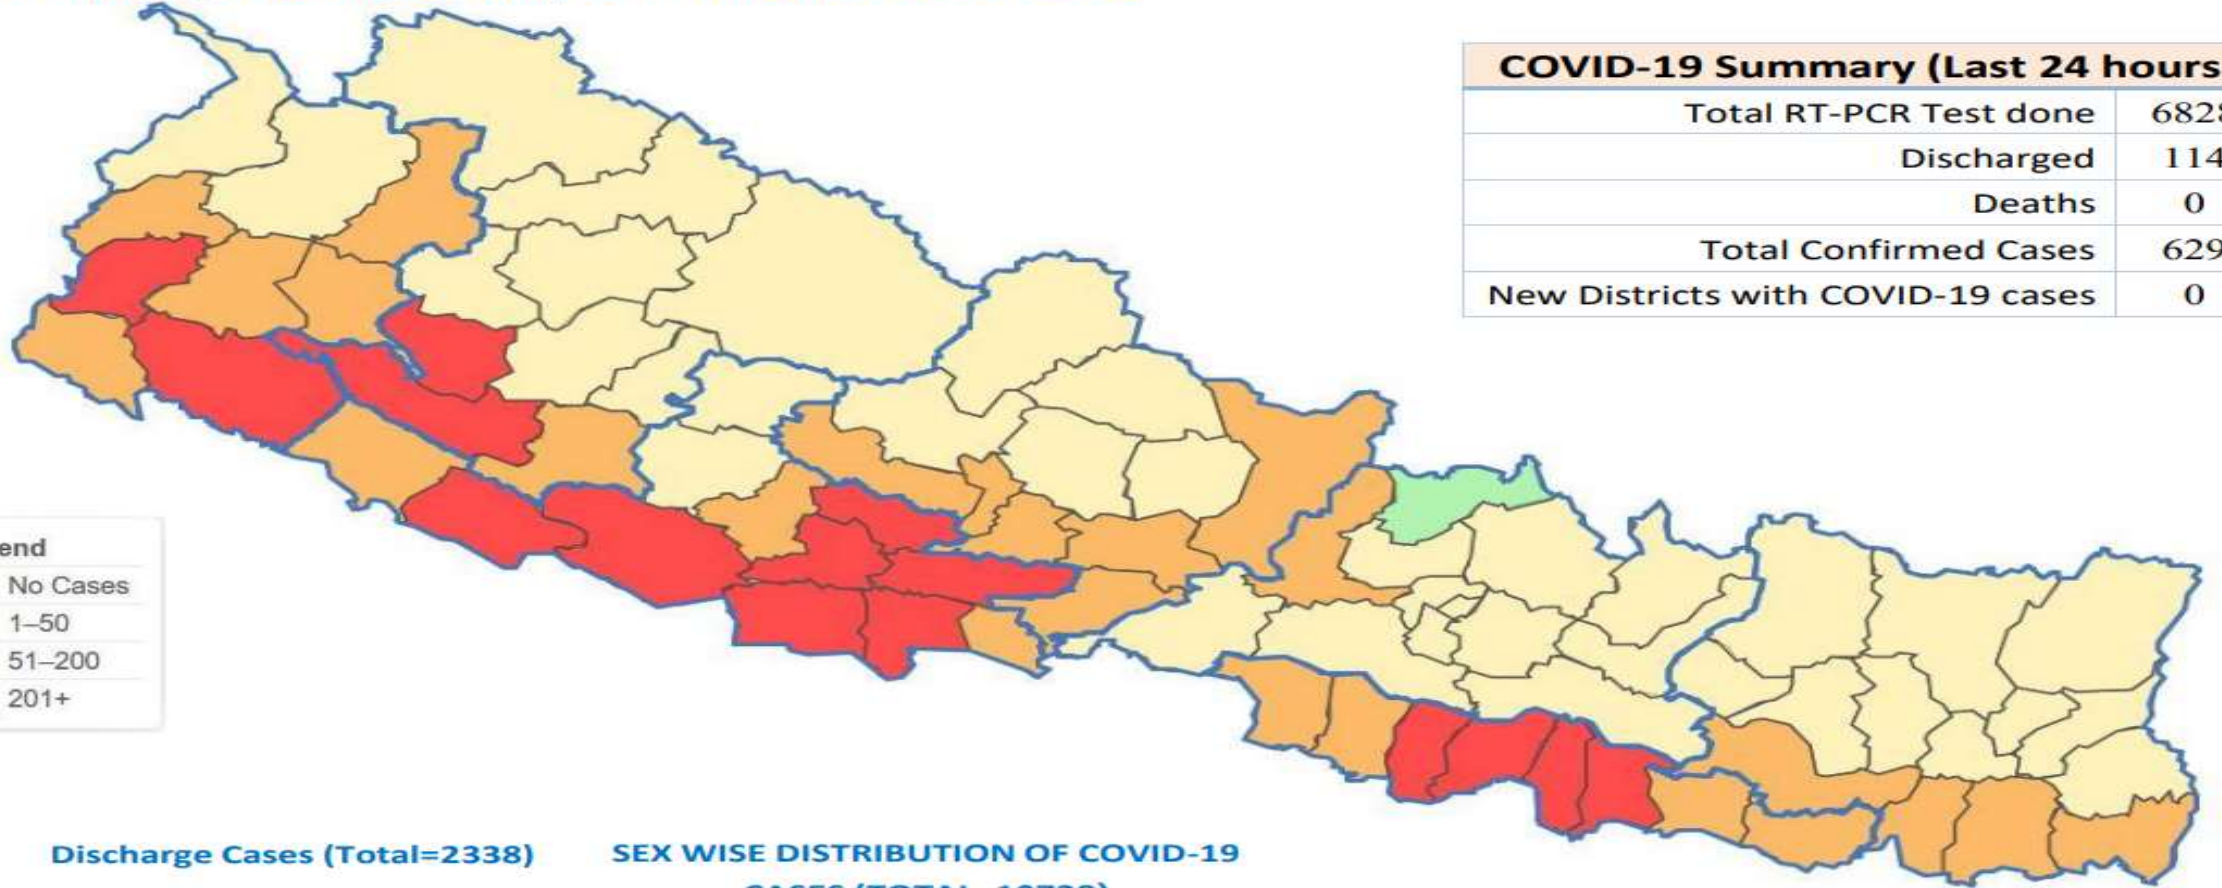 COVID-19 Summary (Last 24 hours
Total RT-PCR Test done 6828
Discharged 114
Deaths 0
Total Confirmed Cases 629
New Districts with COVID-19 cases 0
end
No Cases
1–50
51–200
201+
Discharge Cases (Total=2338)
SEX WISE DISTRIBUTION OF COVID-19